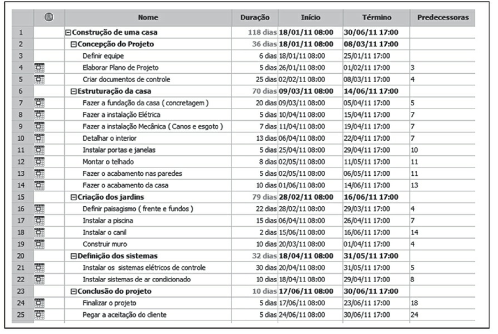 Nome Duração Início Término Predecessoras
1 Construção de uma casa 118 dias 18/01/11 08:00 30/06/11 17:00
2 Concepção do Projeto 36 dias 18/01/11 08:00 08/03/11 17:00
3 Definir equipe 6 dias 18/01/11 08:00 25/01/11 17:00
4 Elaborar Plano de Projeto 5 dias 26/01/11 08:00 01/02/11 17:00 3
5 Criar documentos de controle 25 dias 02/02/11 08:00 08/03/11 17:00 4
6 Estruturação da casa 70 dias 09/03/11 08:00 14/06/11 17:00
7 Fazer a fundação da casa ( concretagem ) 20 dias 09/03/11 08:00 05/04/11 17:00 5
8 Fazer a instalação Elétrica 5 dias 10/04/11 08:00 15/04/11 17:00 7
9 Fazer a instalação Mecânica ( Canos e esgoto ) 7 dias 11/04/11 08:00 19/04/11 17:00 7
10 Detalhar o interior 13 dias 06/04/11 08:00 22/04/11 17:00 7
11 Instalar portas e janelas 5 dias 25/04/11 08:00 29/04/11 17:00 10
12 Montar o telhado 8 dias 02/05/11 08:00 11/05/11 17:00 11
13 Fazer o acabamento nas paredes 5 dias 02/05/11 08:00 06/05/11 17:00 11
14 Fazer o acabamento da casa 10 dias 01/06/11 08:00 14/06/11 17:00 13
15 Criação dos jardins 79 dias 28/02/11 08:00 16/06/11 17:00
16 Definir paisagismo ( frente e fundos ) 22 dias 28/02/11 08:00 29/03/11 17:00 4
17 Instalar a piscina 15 dias 06/04/11 08:00 26/04/11 17:00 7
18 Instalar o canil 2 dias 15/06/11 08:00 16/06/11 17:00 14
19 Construir muro 10 dias 20/03/11 08:00 01/04/11 17:00 4
20 Definição dos sistemas 32 dias 18/04/11 08:00 31/05/11 17:00
21 Instalar os sistemas elétricos de controle 30 dias 20/04/11 08:00 31/05/11 17:00 5
22 Instalar sistemas de ar condicionado 10 dias 18/04/11 08:00 29/04/11 17:00 8
23 Conclusão do projeto 10 dias 17/06/11 08:00 30/06/11 17:00
24 Finalizar o projeto 5 dias 17/06/11 08:00 23/06/11 17:00 18
25 Pegar a aceitação do cliente 5 dias 24/06/11 08:00 30/06/11 17:00 24